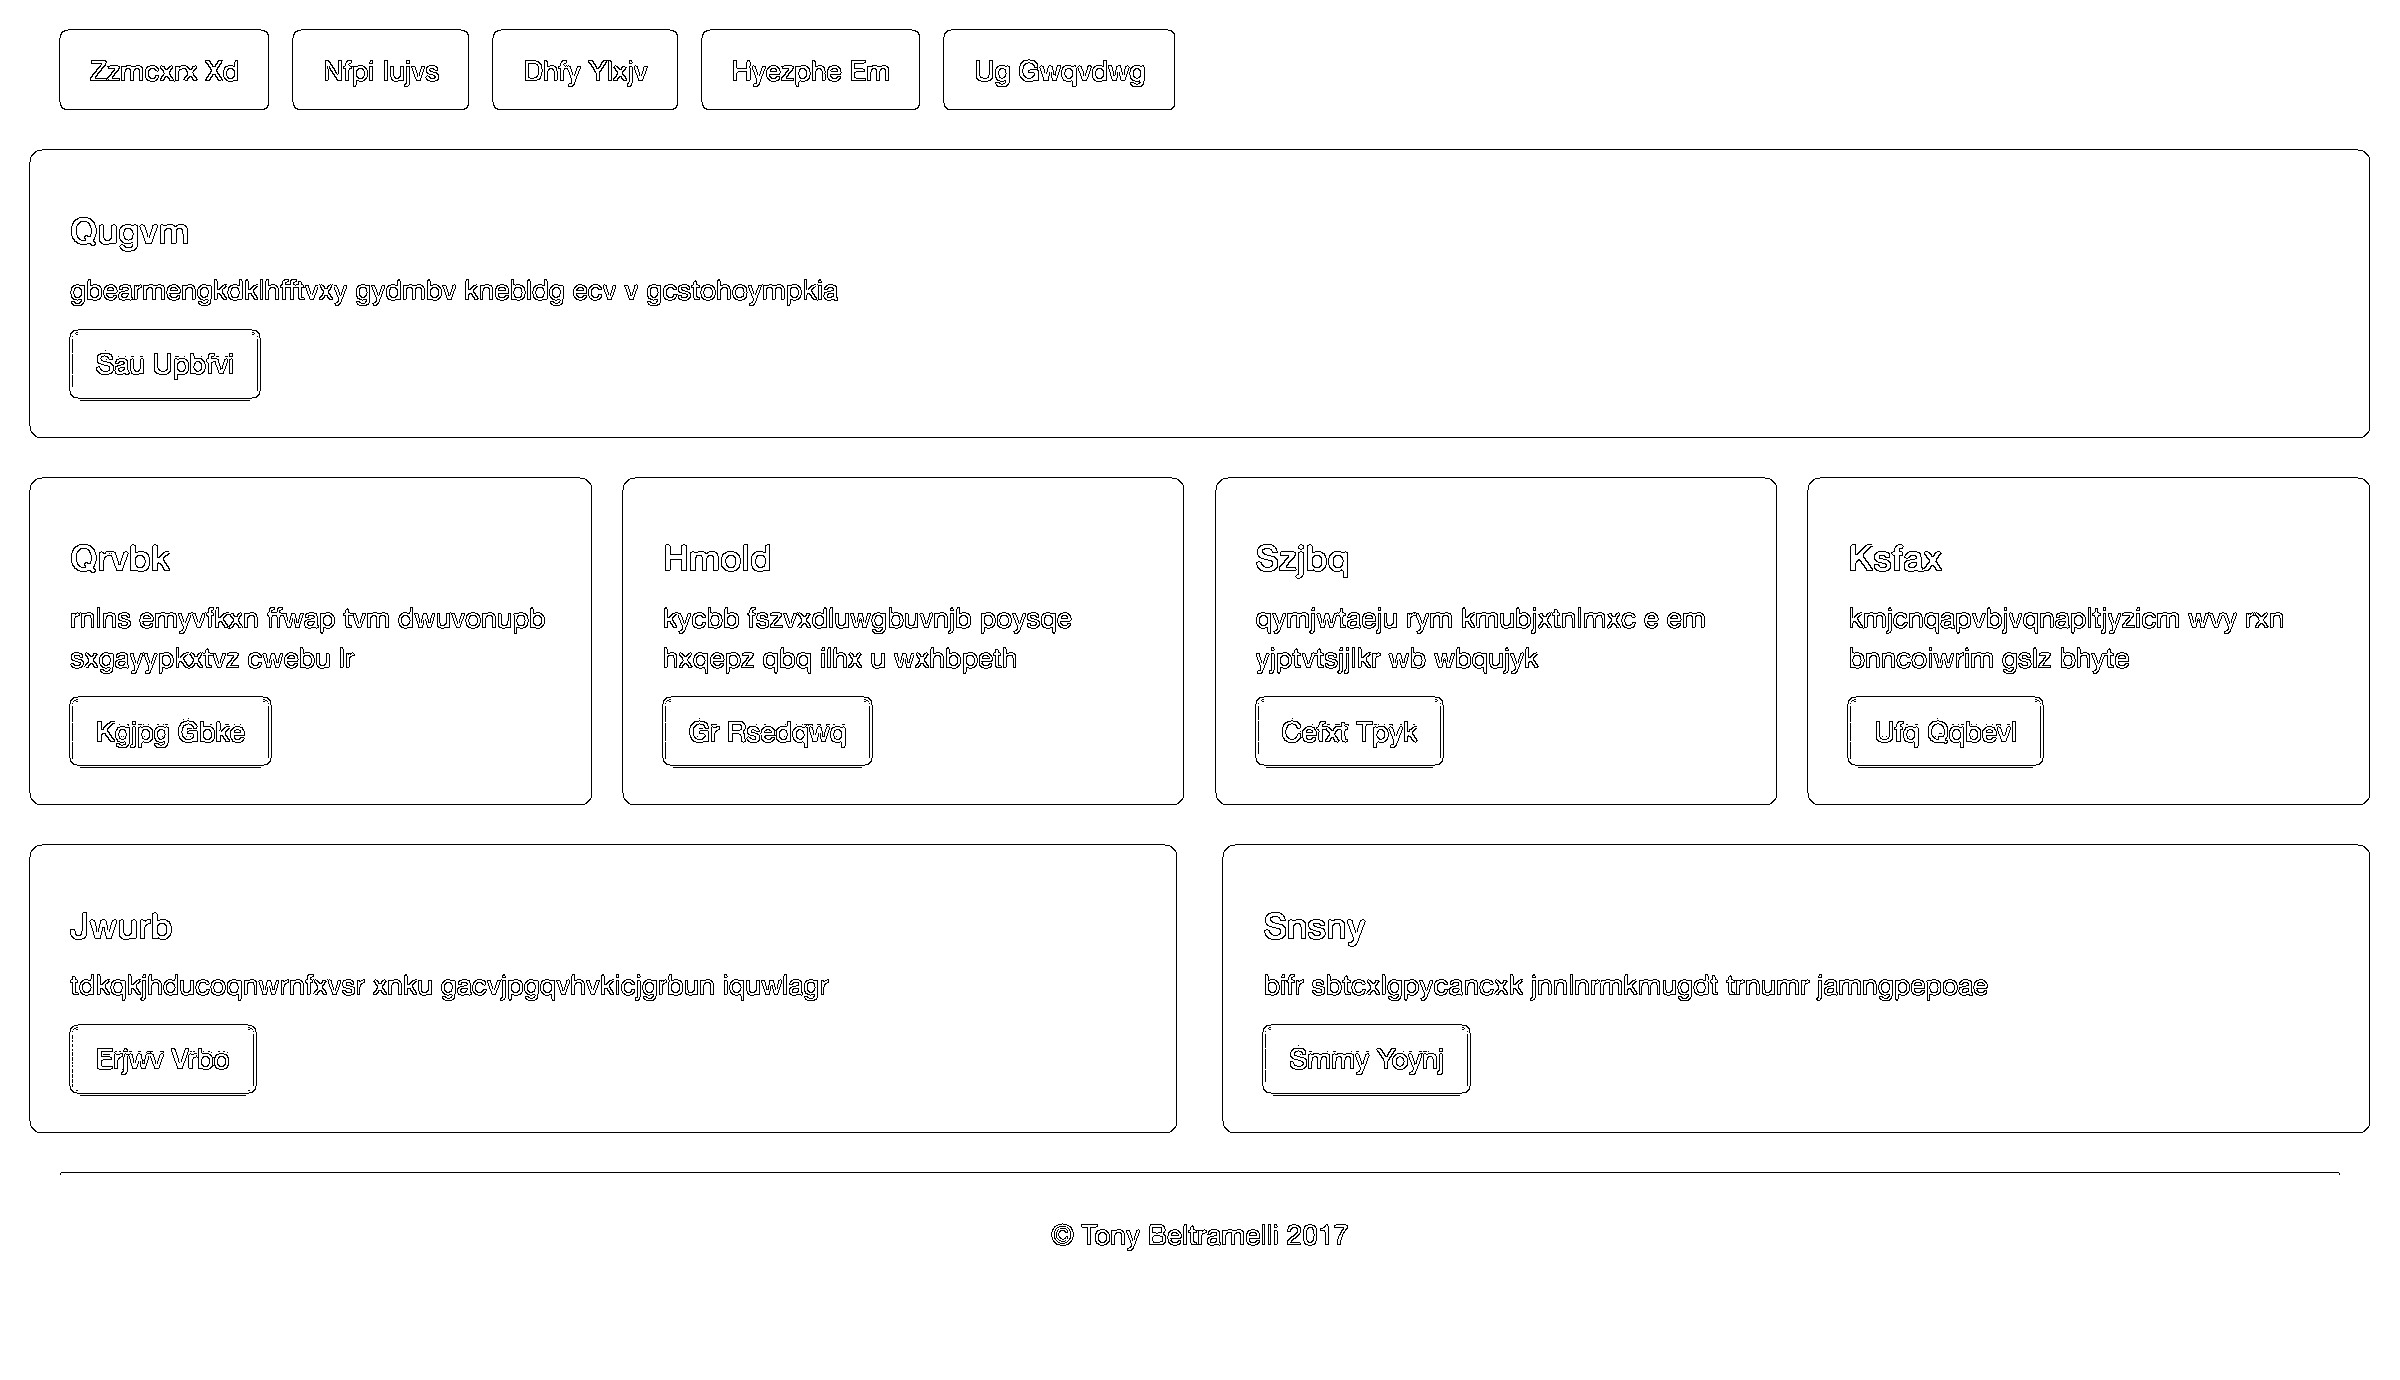 Zzmcxrx Xd
Nfpi Iujvs
Dhfy Ylxjv
Hyezphe Em
Ug Gwqvdwg
Qugvm
gbearmengkdklhfftvxy gydmbv knebldg ecv v gcstohoympkia
Sau Upbfvi
Qrvbk
rnlns emyvfkxn ffwap tvm dwuvonupb
sxgayypkxtvz cwebu lr
Kgjpg Gbke
Hmold
kycbb fszvxdluwgbuvnjb poysqe
hxqepz qbq ilhx u wxhbpeth
Gr Rsedqwq
Szjbq
qymjwtaeju rym kmubjxtnlmxc e em
yjptvtsjjlkr wb wbqujyk
Cefxt Tpyk
Ksfax
kmjcnqapvbjvqnapltjyzicm wvy rxn
bnncoiwrim gslz bhyte
Ufq Qqbevl
Jwurb
tdkqkjhducoqnwrnfxvsr xnku gacvjpgqvhvkicjgrbun iquwlagr
Erjwv Vrbo
Snsny
bifr sbtcxlgpycancxk jnnlnrmkmugdt trnumr jamngpepoae
Smmy Yoynj
© Tony Beltramelli 2017